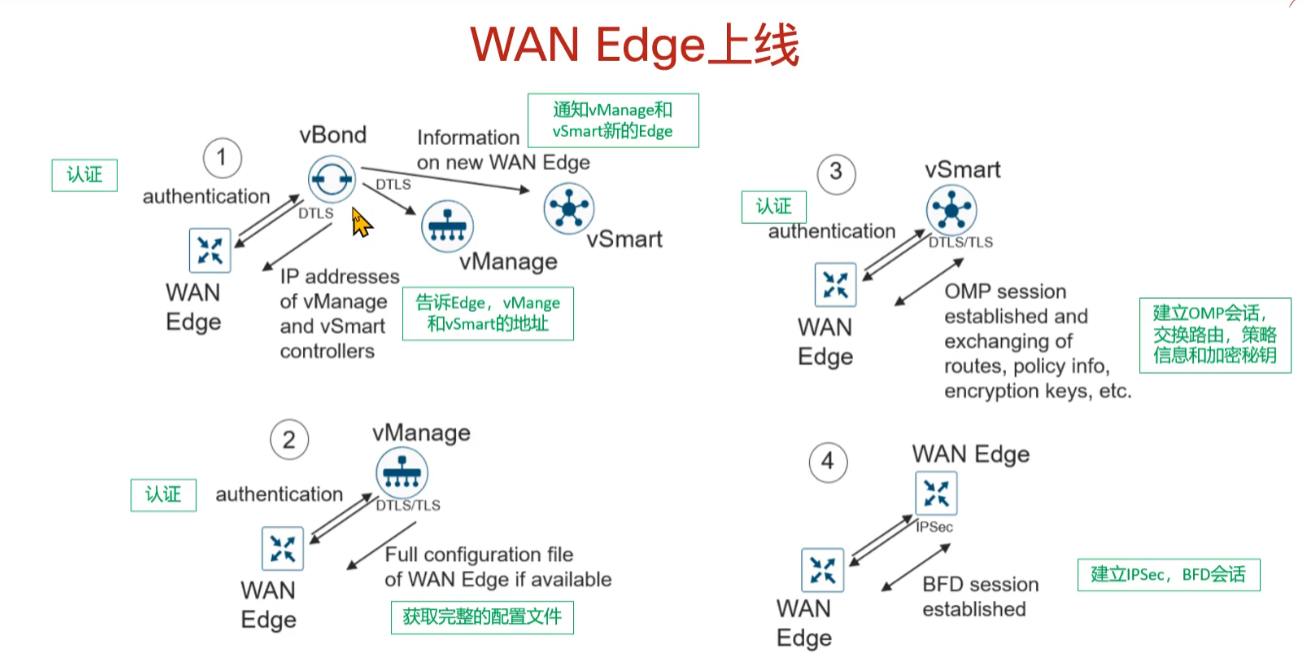 WAN Edge上线
1
认证
authentication
vBond
DTLS
Information
on new WAN Edge
通知vManage和
vSmart新的Edge
DTLS
vManage
vSmart
WAN
Edge
IP addresses
of vManage
and vSmart
controllers
告诉Edge，vMange
和vSmart的地址
2
认证
authentication
vManage
DTLS/TLS
WAN
Edge
Full configuration file
of WAN Edge if available
获取完整的配置文件
3
认证
authentication
vSmart
DTLS/TLS
WAN
Edge
OMP session
established and
exchanging of
routes, policy info,
encryption keys, etc.
建立OMP会话，
交换路由，策略
信息和加密秘钥
4
WAN Edge
IPSec
WAN
Edge
BFD session
established
建立IPSec，BFD会话